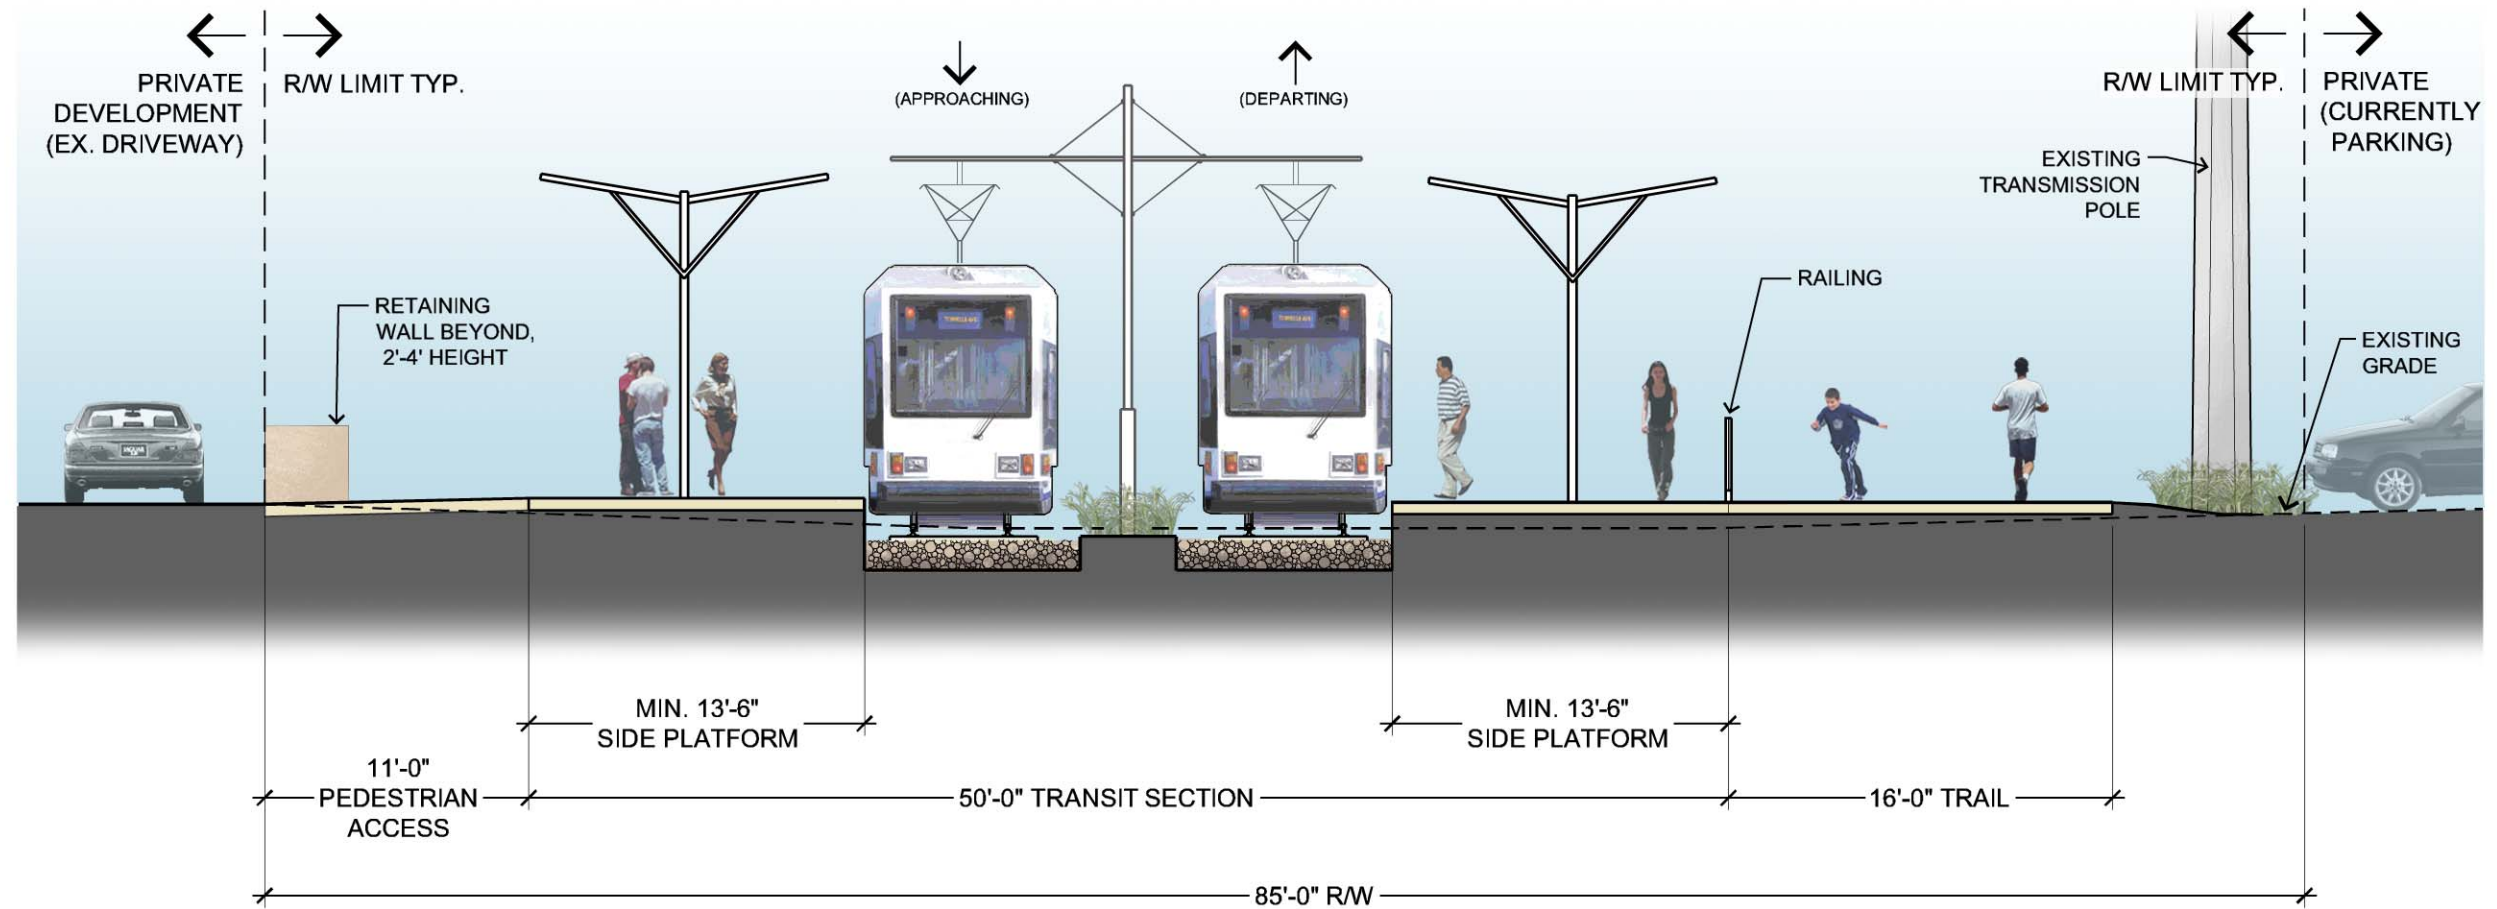 PRIVATE
DEVELOPMENT
(EX. DRIVEWAY)
R/W LIMIT TYP.
(APPROACHING)
(DEPARTING)
R/W LIMIT TYP.
PRIVATE
(CURRENTLY
PARKING)
EXISTING
TRANSMISSION
POLE
RETAINING
WALL BEYOND,
2'-4' HEIGHT
RAILING
EXISTING
GRADE
MIN. 13'-6"
SIDE PLATFORM
MIN. 13'-6"
SIDE PLATFORM
11'-0"
PEDESTRIAN
ACCESS
50'-0" TRANSIT SECTION
16'-0" TRAIL
85'-0" R/W